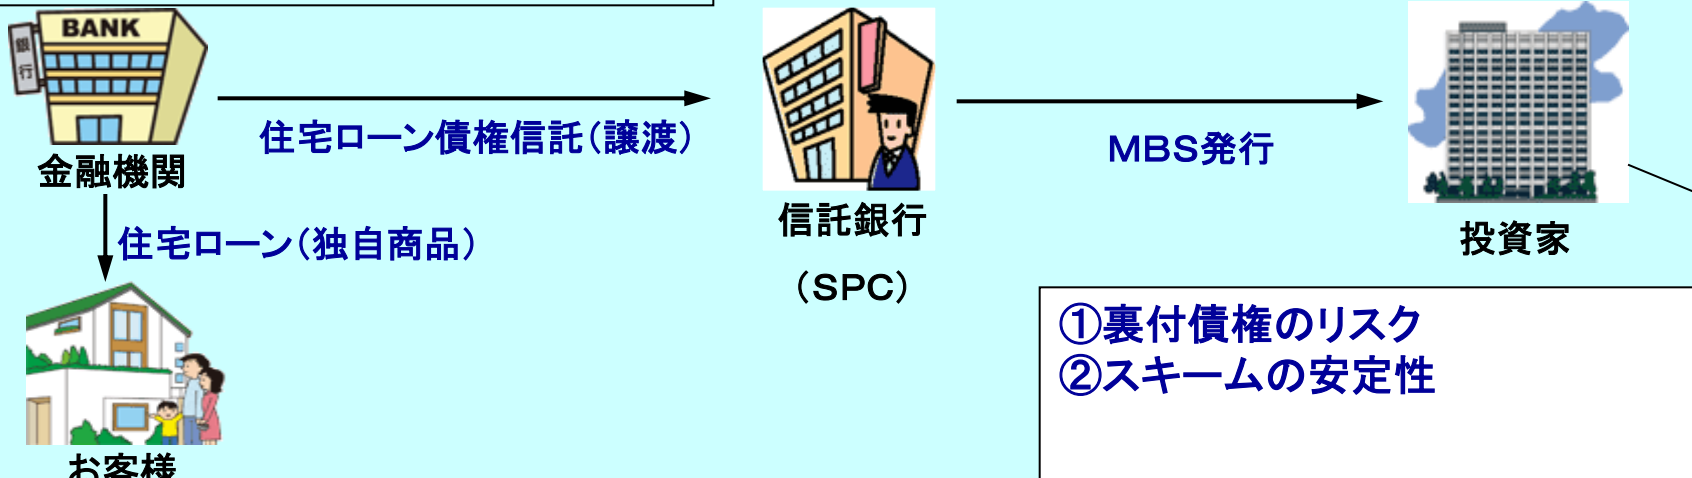 BANK
銀行
住宅ローン債権信託（譲渡）
MBS発行
金融機関
信託銀行
（SPC）
投資家
住宅ローン（独自商品）
①裏付債権のリスク
②スキームの安定性
お客様